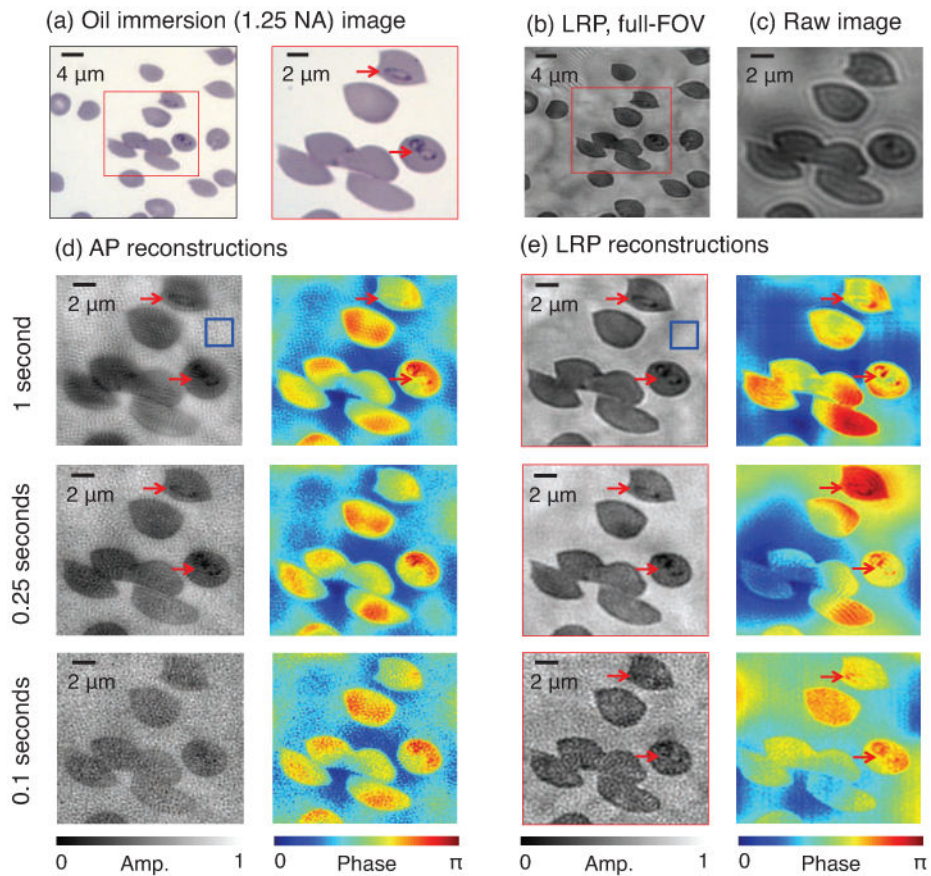 (a) Oil immersion (1.25 NA) image
(b) LRP, full-FOV
(c) Raw image
4 μm
2 μm
4 μm
2 μm
(d) AP reconstructions
(e) LRP reconstructions
1 second
2 μm
2 μm
0.25 seconds
2 μm
2 μm
0.1 seconds
2 μm
2 μm
0 Amp. 1
0 Phase π
0 Amp. 1
0 Phase π